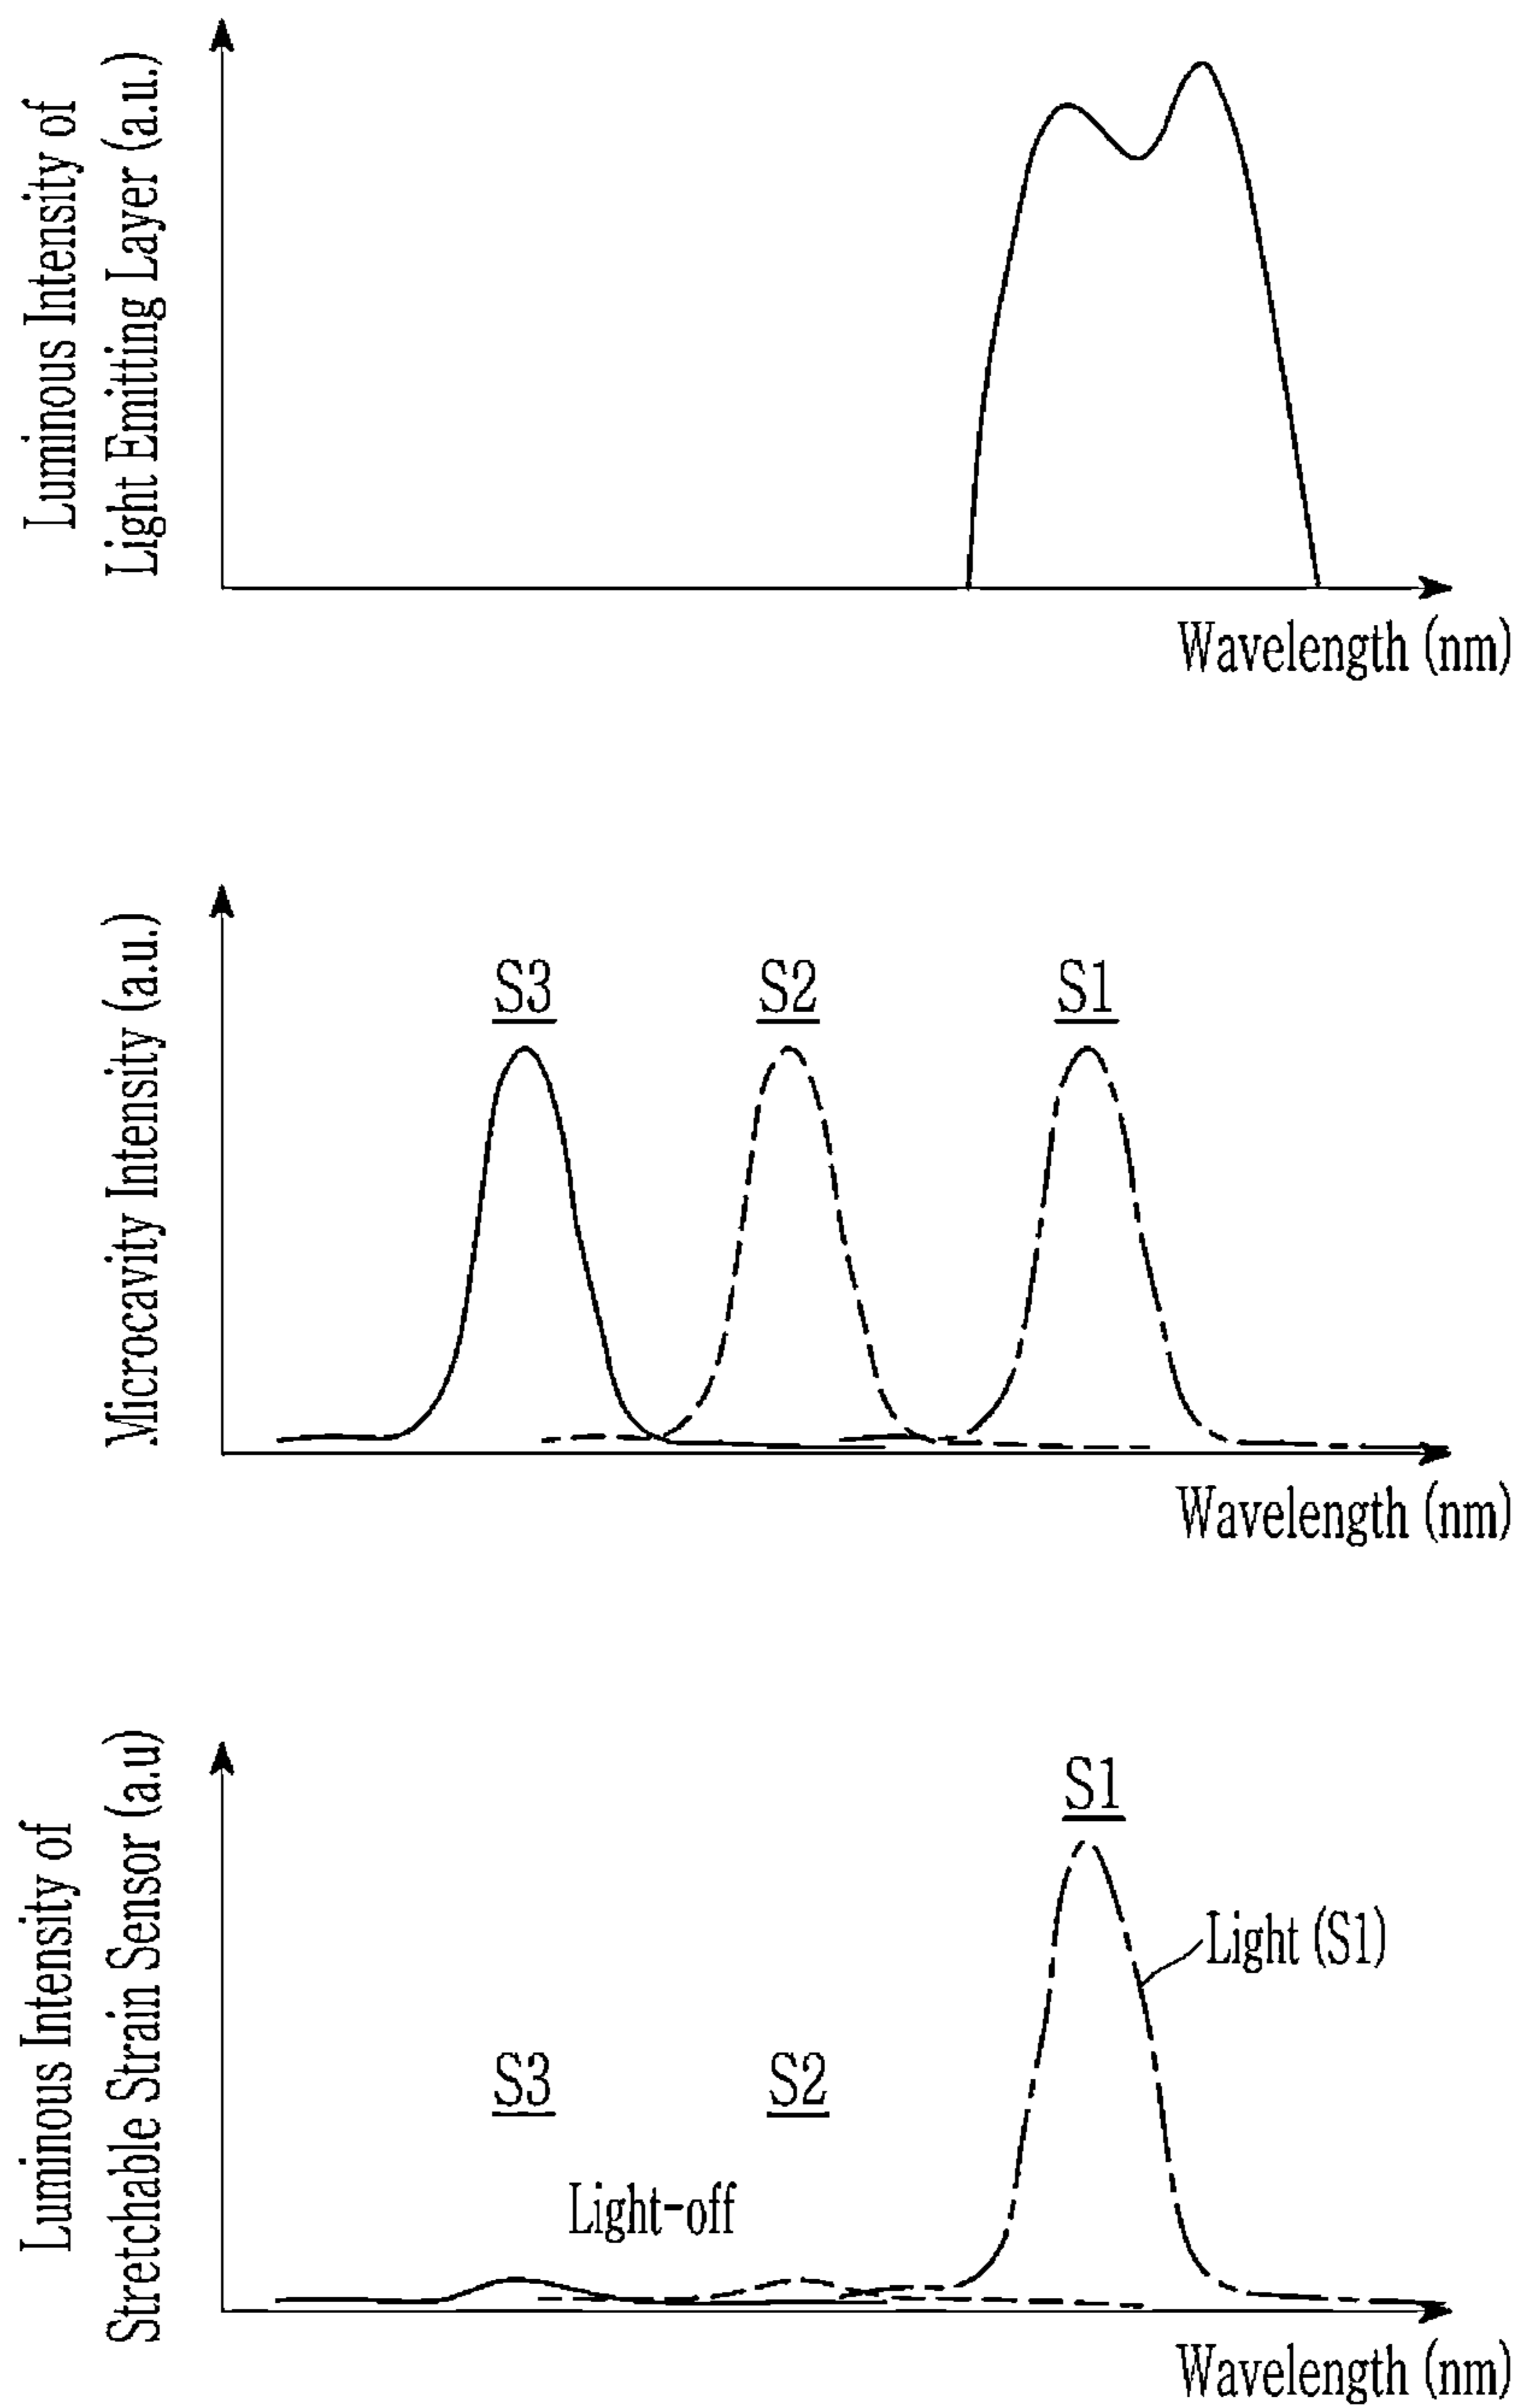 Luminous Intensity of
Light Emitting Layer (a.u.)
Wavelength (nm)
Microcavity Intensity (a.u.)
S3
S2
S1
Wavelength (nm)
Luminous Intensity of
Stretchable Strain Sensor (a.u)
S1
Light (S1)
S3
S2
Light-off
Wavelength (nm)